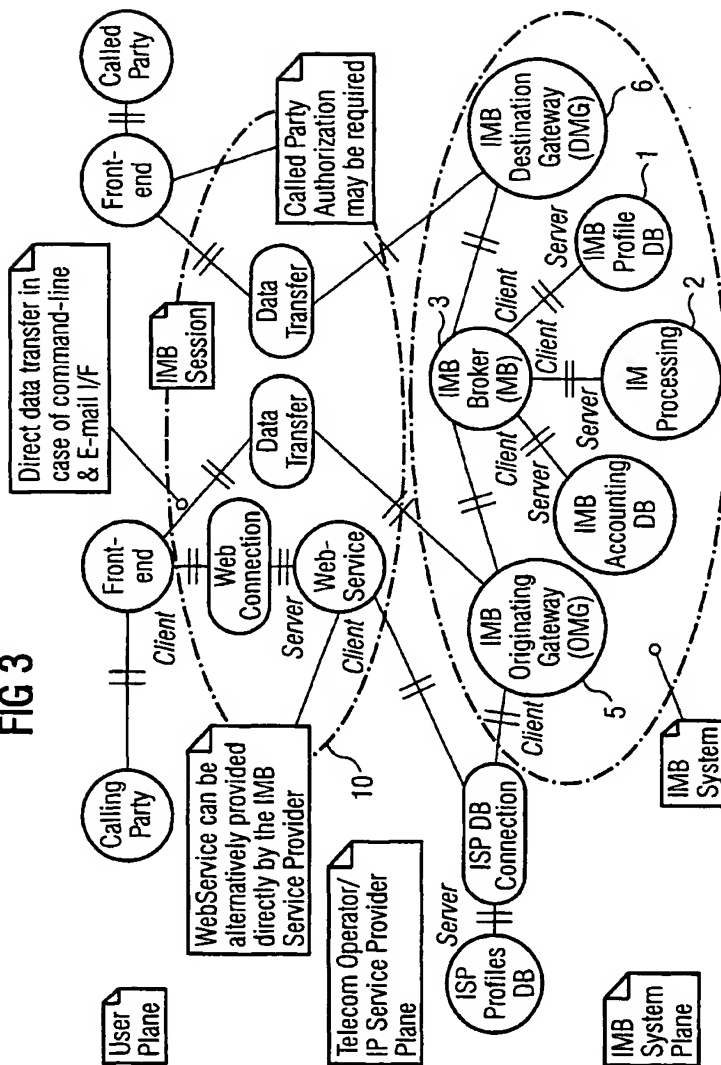 FIG 3
User
Plane
Calling
Party
Front-
end
Client
Direct data transfer in
case of command-line
& E-mail I/F
Front-
end
Called
Party
Web
Connection
Server
Web-
Service
Client
WebService can be
alternatively provided
directly by the IMB
Service Provider
10
IMB
Session
Data
Transfer
Data
Transfer
Called Party
Authorization
may be required
Telecom Operator/
IP Service Provider
Plane
ISP
Profiles
DB
Server
ISP DB
Connection
Client
IMB
System
Plane
IMB
System
IMB
Originating
Gateway
(OMG)
5
IMB
Broker
(MB)
3
Client
Client
Client
Server
Server
Server
IMB
Accounting
DB
IM
Processing
2
IMB
Profile
DB
1
IMB
Destination
Gateway
(DMG)
6